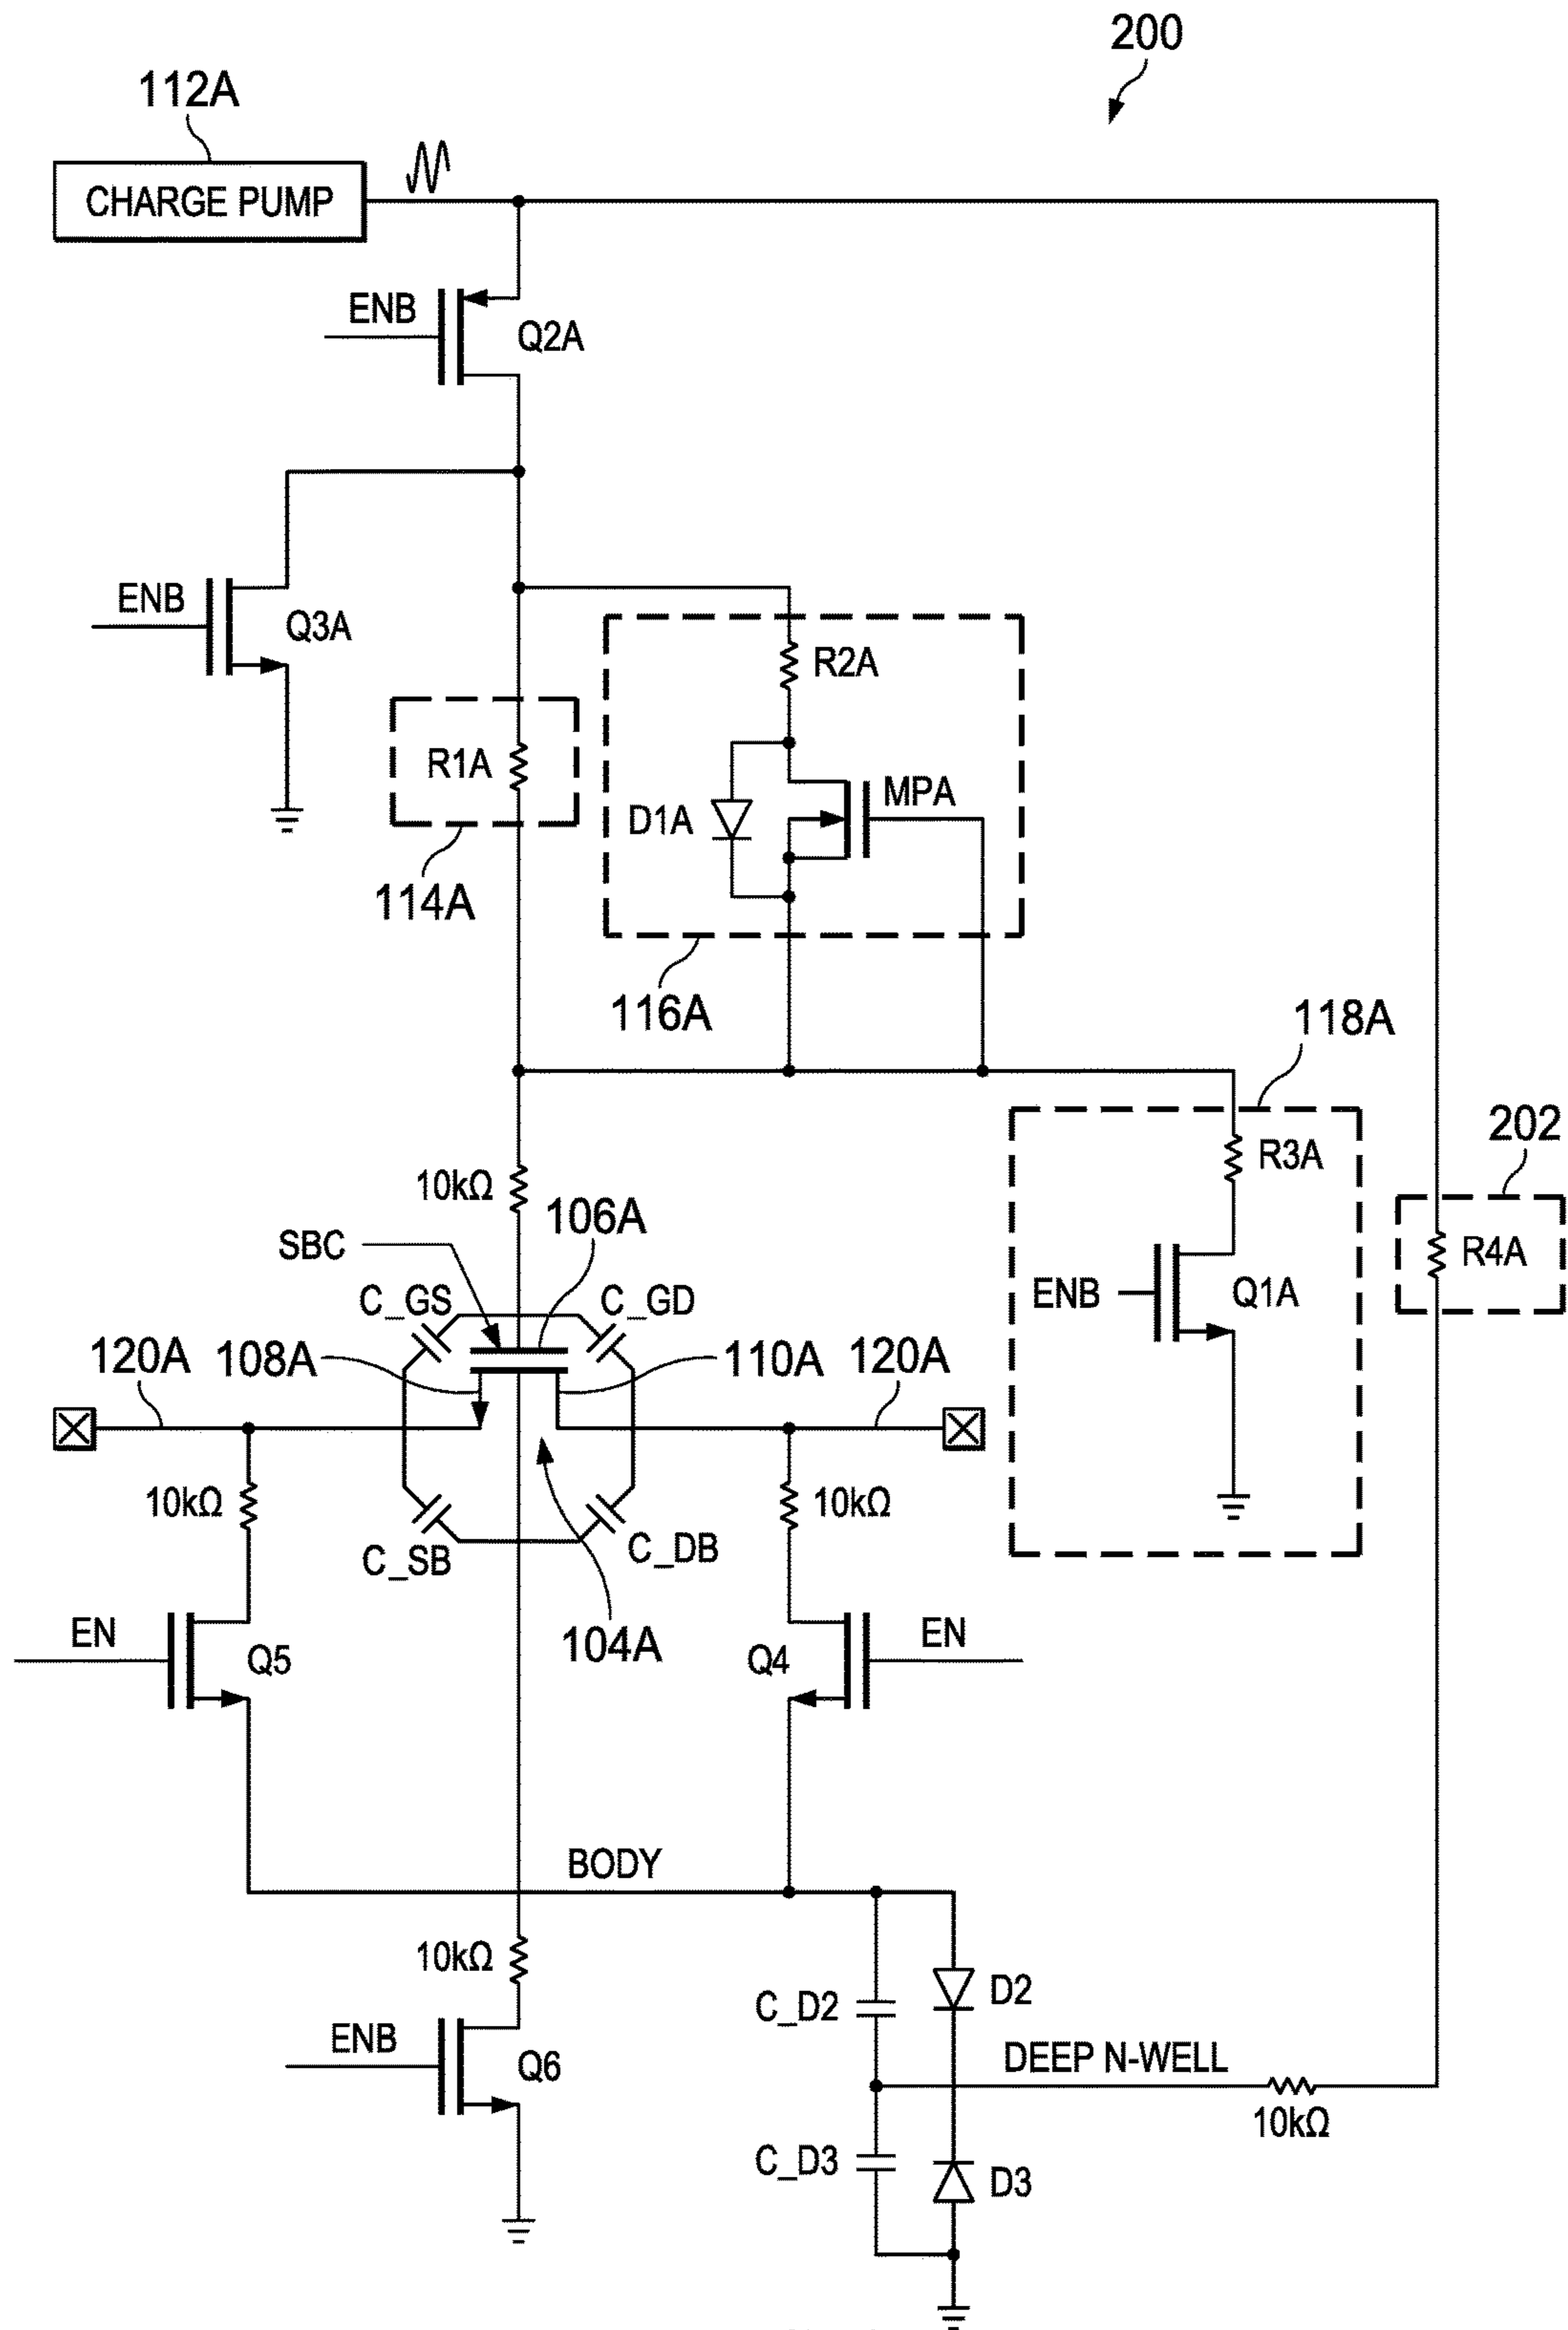 200
112A
CHARGE PUMP
ENB
Q2A
ENB
Q3A
R2A
R1A
D1A
MPA
114A
116A
118A
202
10kΩ
R3A
106A
SBC
C_GS
C_GD
R4A
ENB
Q1A
120A
108A
110A
120A
10kΩ
10kΩ
C_SB
C_DB
EN
Q5
104A
Q4
EN
BODY
10kΩ
C_D2
D2
ENB
Q6
DEEP N-WELL
10kΩ
C_D3
D3